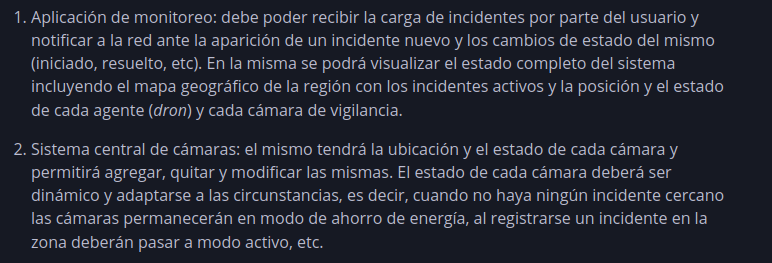 1. Aplicación de monitoreo: debe poder recibir la carga de incidentes por parte del usuario y
notificar a la red ante la aparición de un incidente nuevo y los cambios de estado del mismo
(iniciado, resuelto, etc). En la misma se podrá visualizar el estado completo del sistema
incluyendo el mapa geográfico de la región con los incidentes activos y la posición y el estado
de cada agente (dron) y cada cámara de vigilancia.
2. Sistema central de cámaras: el mismo tendrá la ubicación y el estado de cada cámara y
permitirá agregar, quitar y modificar las mismas. El estado de cada cámara deberá ser
dinámico y adaptarse a las circunstancias, es decir, cuando no haya ningún incidente cercano
las cámaras permanecerán en modo de ahorro de energía, al registrarse un incidente en la
zona deberán pasar a modo activo, etc.